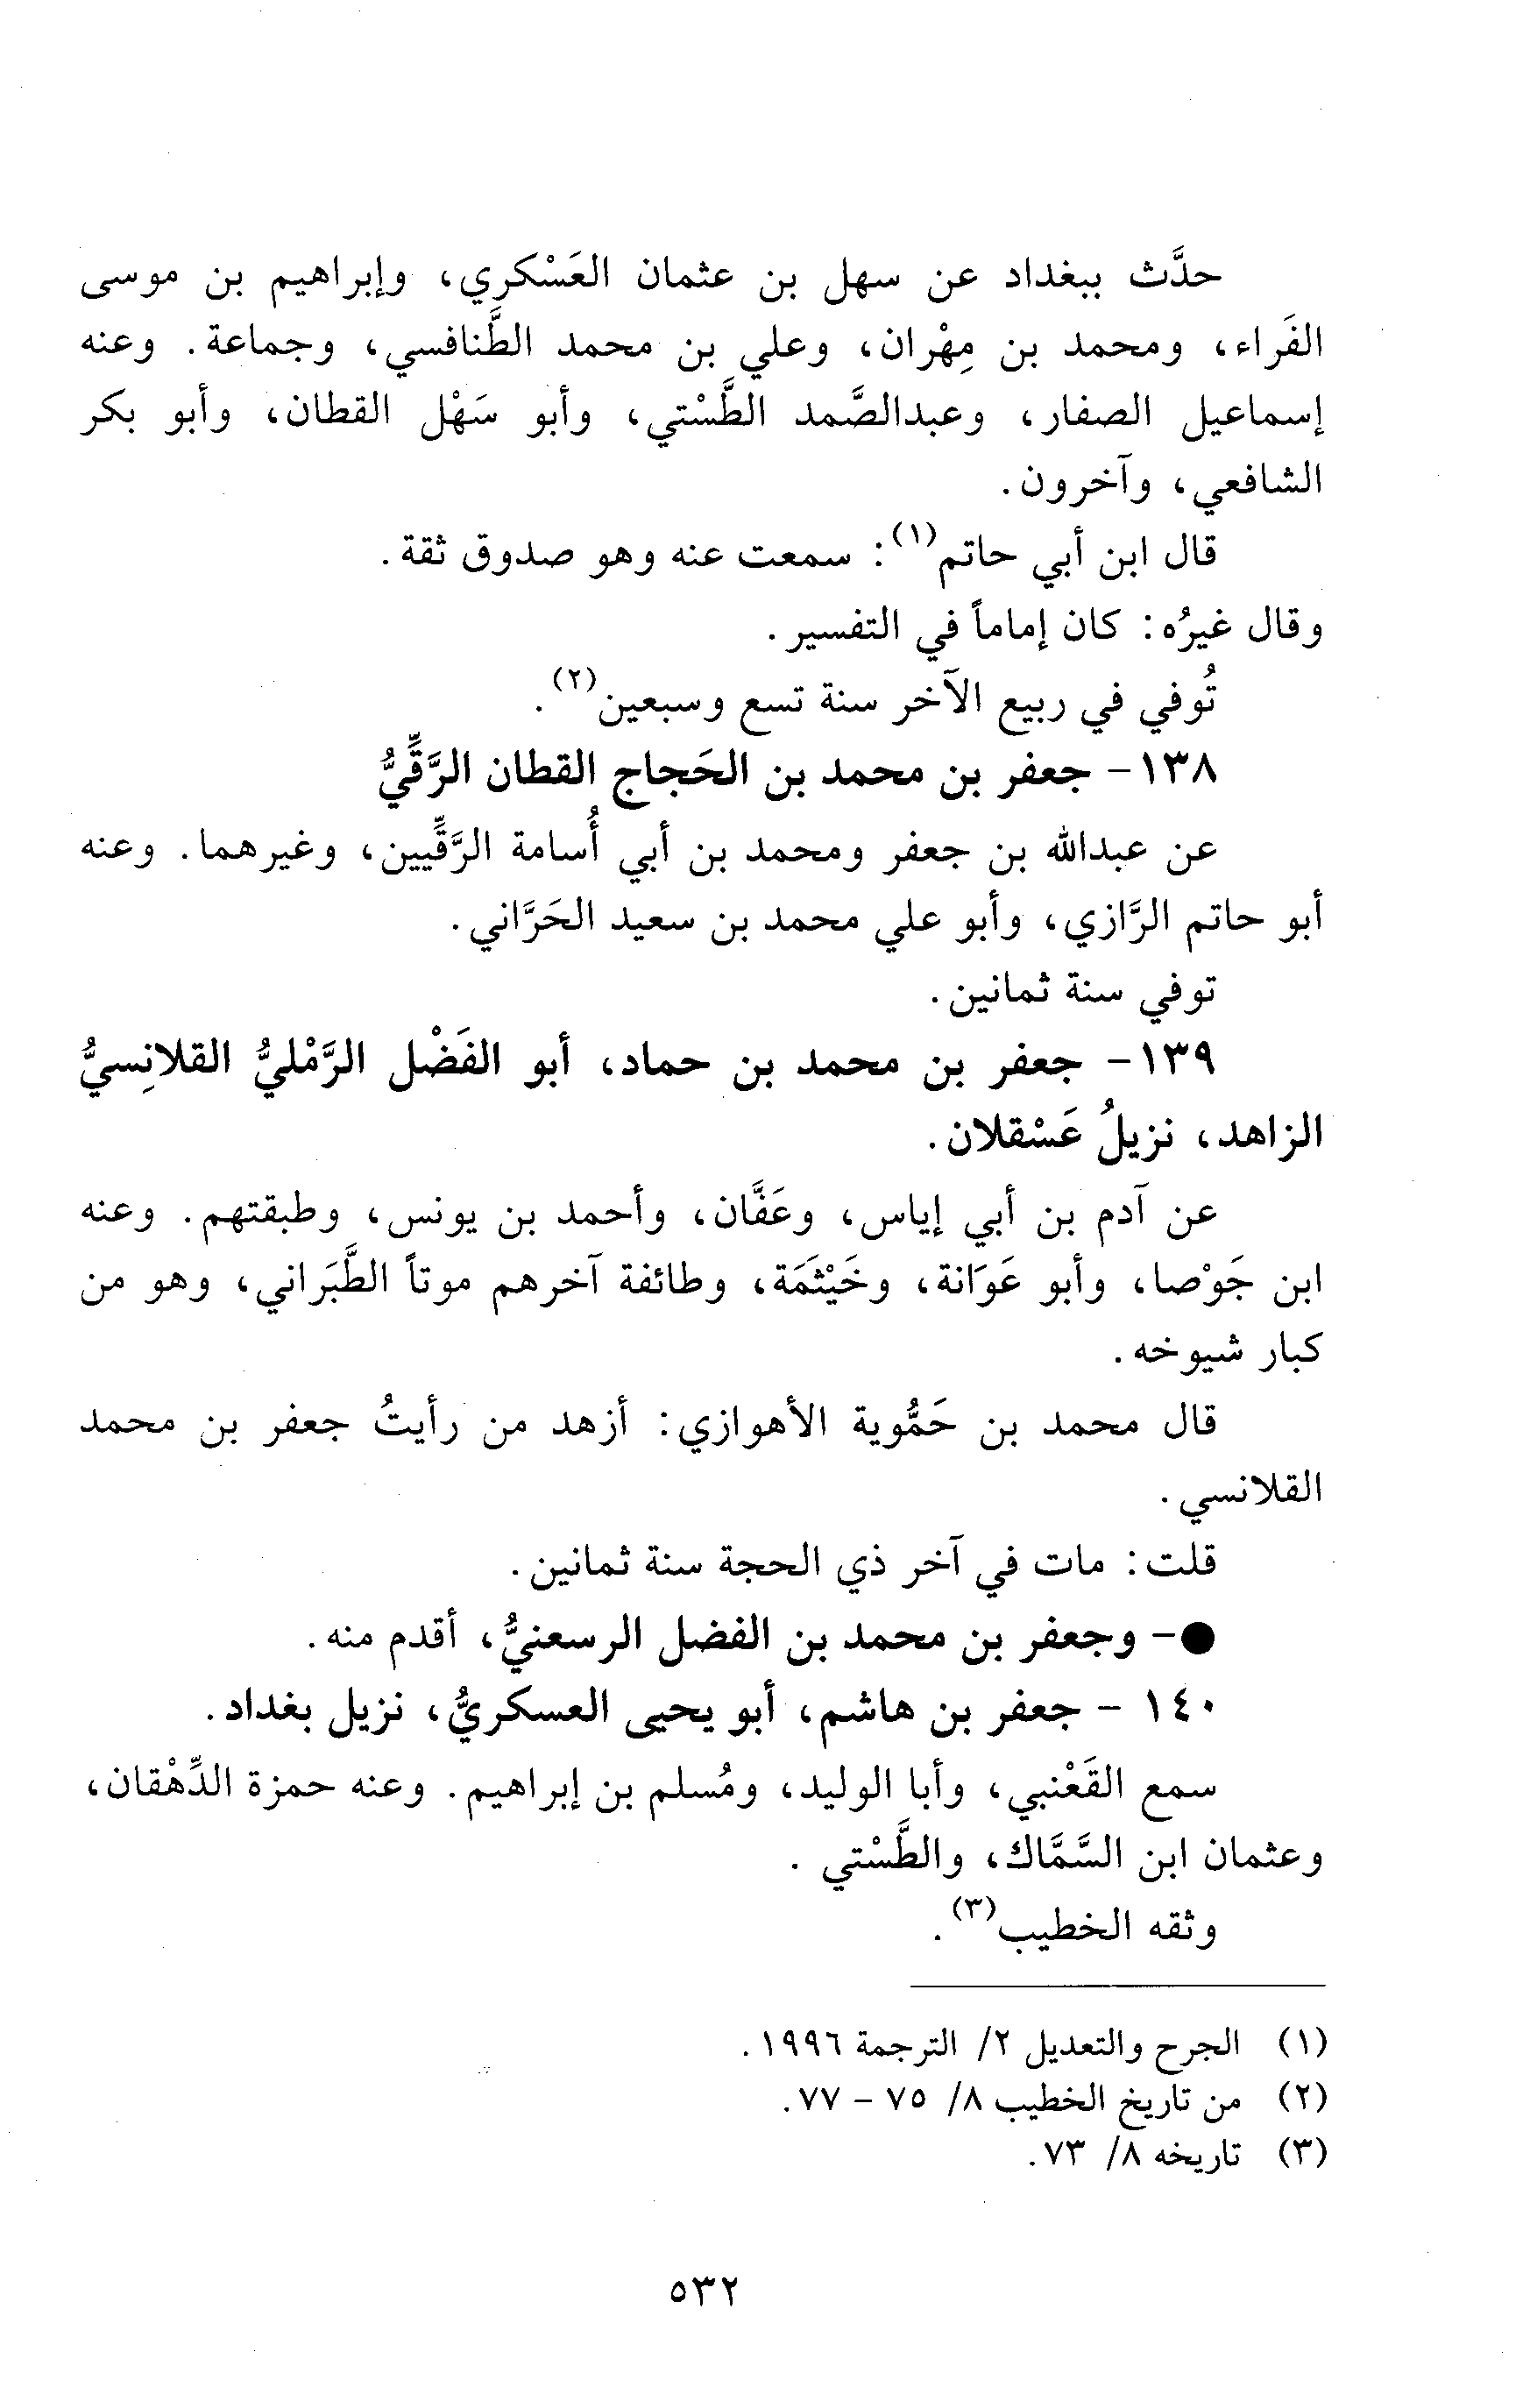 حدَّث ببغداد عن سهل بن عثمان العَسْكري، وإبراهيم بن موسى
الفَراء، ومحمد بن مِهْران، وعلي بن محمد الطَّنافسي، وجماعة. وعنه
إسماعيل الصفار، وعبدالصَّمد الطَّسْتي، وأبو سَهْل القطان، وأبو بكر
الشافعي، وآخرون.
قال ابن أبي حاتم(١): سمعت عنه وهو صدوق ثقة.
وقال غيرُه: كان إماماً في التفسير.
تُوفي في ربيع الآخر سنة تسع وسبعين(٢).
١٣٨- جعفر بن محمد بن الحَجاج القطان الرَّقِّيُّ
عن عبدالله بن جعفر ومحمد بن أبي أُسامة الرَّقِّيين، وغيرهما. وعنه
أبو حاتم الرَّازي، وأبو علي محمد بن سعيد الحَرَّاني.
توفي سنة ثمانين.
١٣٩- جعفر بن محمد بن حماد، أبو الفَضْل الرَّمْليُّ القلانِسيُّ
الزاهد، نزيلُ عَسْقلان.
عن آدم بن أبي إياس، وعَفَّان، وأحمد بن يونس، وطبقتهم. وعنه
ابن جَوْصا، وأبو عَوَانة، وخَيْثَمَة، وطائفة آخرهم موتاً الطَّبَراني، وهو من
كبار شيوخه.
قال محمد بن حَمُّوية الأهوازي: أزهد من رأيتُ جعفر بن محمد
القلانسي.
قلت: مات في آخر ذي الحجة سنة ثمانين.
●- وجعفر بن محمد بن الفضل الرسعنيُّ، أقدم منه.
١٤٠ - جعفر بن هاشم، أبو يحيى العسكريُّ، نزيل بغداد.
سمع القَعْنبي، وأبا الوليد، ومُسلم بن إبراهيم. وعنه حمزة الدِّهْقان،
وعثمان ابن السَّمَّاك، والطَّسْتي .
وثقه الخطيب(٣).
(١) الجرح والتعديل ٢/ الترجمة ١٩٩٦.
(٢) من تاريخ الخطيب ٨/ ٧٥ - ٧٧.
(٣) تاريخه ٨/ ٧٣.
٥٣٢